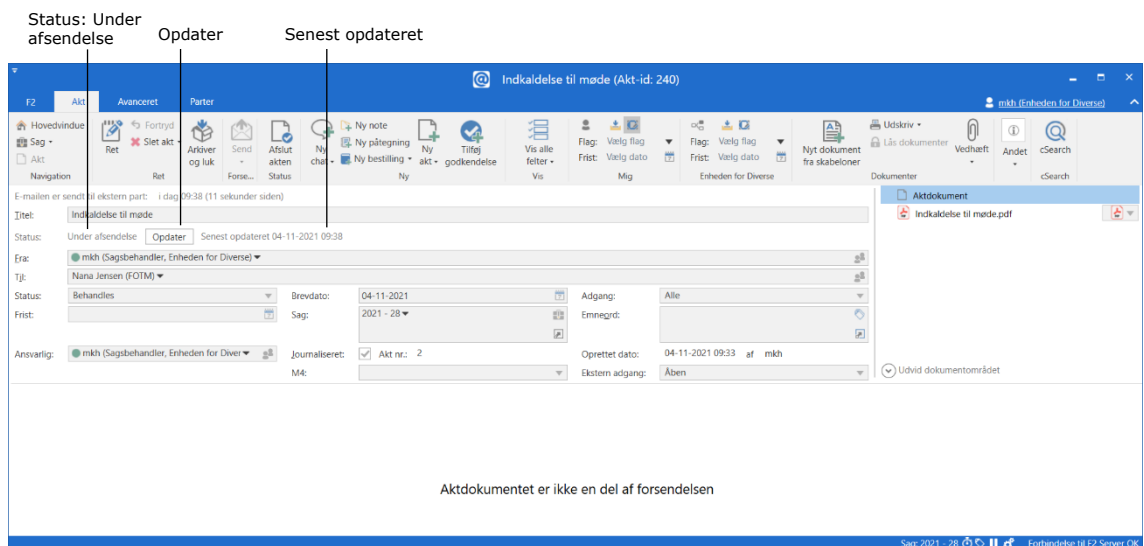 Status: Under
afsendelse
Opdater
Senest opdateret
Indkaldelse til møde (Akt-id: 240)
F2 Akt Avanceret Parter
mkh (Enheden for Diverse)
Hovedvindue
Sag
Akt
Navigation
Ret
Fortryd
Slet akt
Ret
Arkiver
og luk
Send
Forse...
Afslut
akten
Status
Ny
chat
Ny note
Ny påtegning
Ny bestilling
Ny
akt
Tilføj
godkendelse
Ny
Vis alle
felter
Vis
Flag: Vælg flag
Frist: Vælg dato
Mig
Flag: Vælg flag
Frist: Vælg dato
Enheden for Diverse
Nyt dokument
fra skabeloner
Udskriv
Lås dokumenter
Vedhæft
Dokumenter
Andet
cSearch
cSearch
E-mailen er sendt til ekstern part: i dag 09:38 (11 sekunder siden)
Titel: Indkaldelse til møde
Status: Under afsendelse Opdater Senest opdateret 04-11-2021 09:38
Fra: mkh (Sagsbehandler, Enheden for Diverse)
Til: Nana Jensen (FOTM)
Status: Behandles Brevdato: 04-11-2021 Adgang: Alle
Frist: Sag: 2021 - 28 Emneord:
Ansvarlig: mkh (Sagsbehandler, Enheden for Diver Journaliseret: Akt nr.: 2 Oprettet dato: 04-11-2021 09:33 af mkh
M4: Ekstern adgang: Åben
Aktdokument
Indkaldelse til møde.pdf
Udvid dokumentområdet
Aktdokumentet er ikke en del af forsendelsen
Sag: 2021 - 28 Forbindelse til F2 Server OK